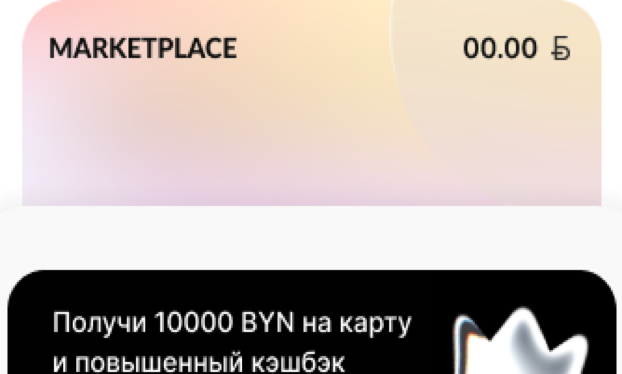 MARKETPLACE
00.00 Ƃ
Получи 10000 BYN на карту
и повышенный кэшбэк